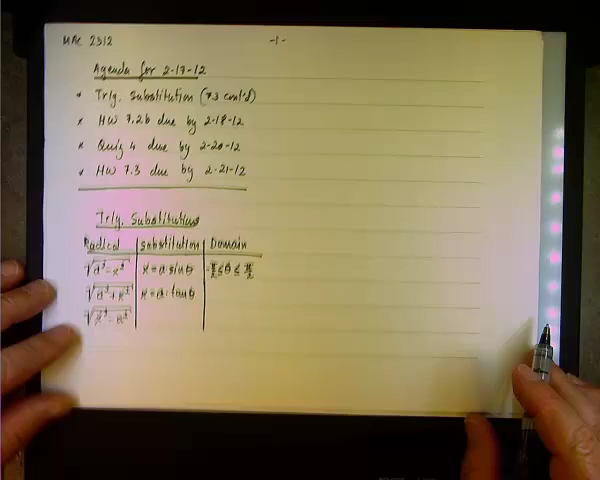 MAC 2312 -1-
Agenda for 2-17-12
* Trig. Substitution (7.3 cont'd)
* HW 7.2b due by 2-18-12
* Quiz 4 due by 2-20-12
* HW 7.3 due by 2-21-12
Trig. Substitutions
Radical | Substitution | Domain
√(a²-x²) | x = a·sinθ | -π/2 ≤ θ ≤ π/2
√(a²+x²) | x = a·tanθ
√(x²-a²)